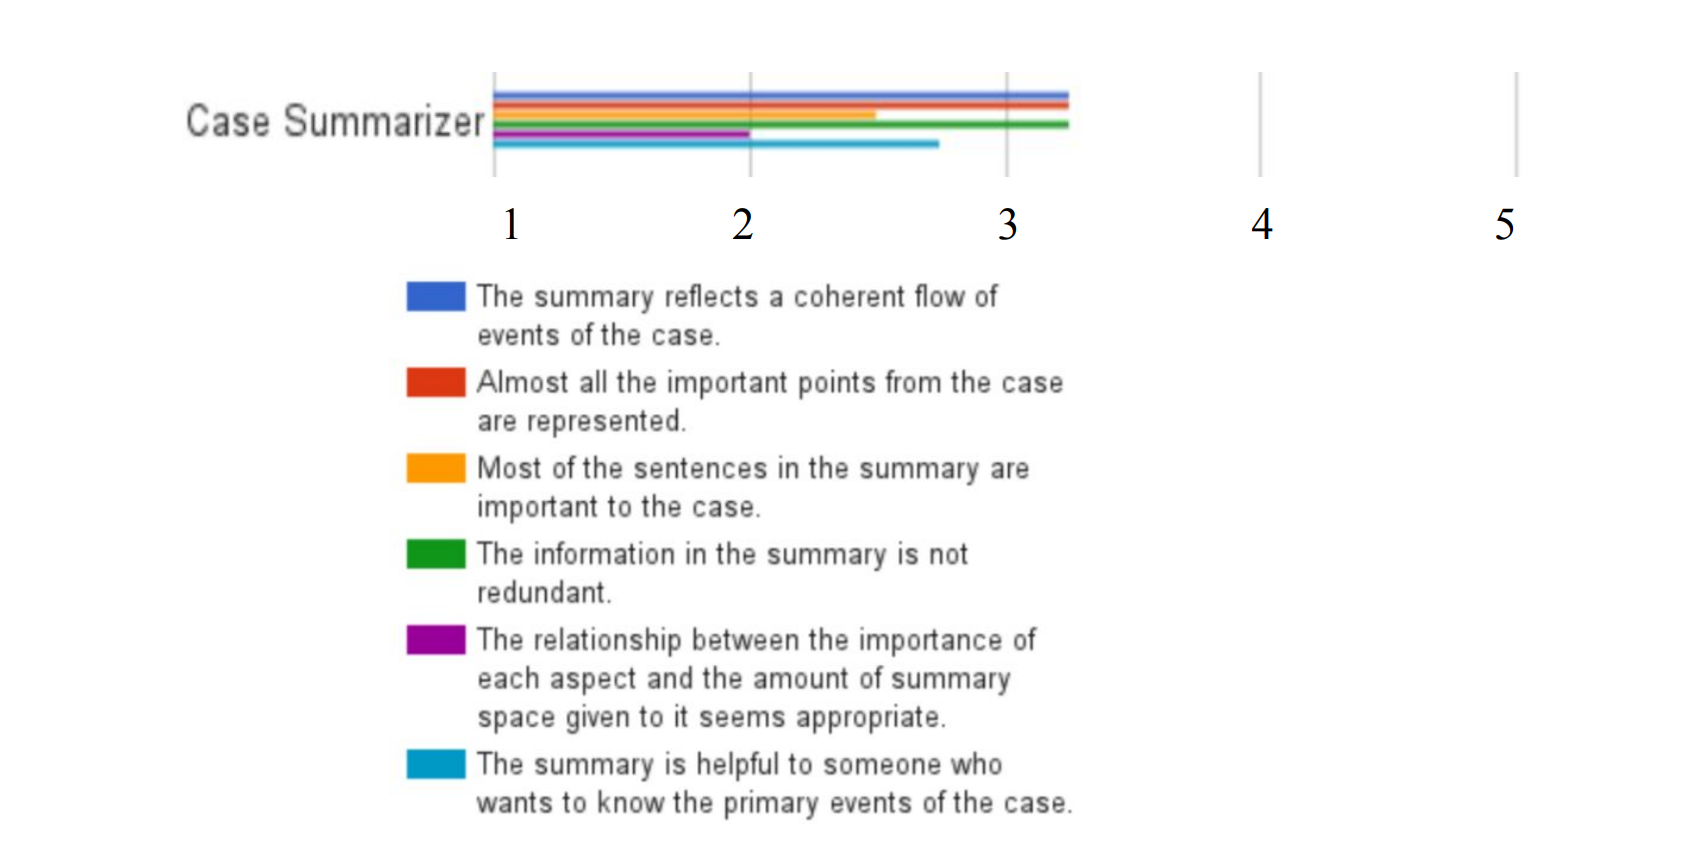 Case Summarizer
1 2 3 4 5
The summary reflects a coherent flow of
events of the case.
Almost all the important points from the case
are represented.
Most of the sentences in the summary are
important to the case.
The information in the summary is not
redundant.
The relationship between the importance of
each aspect and the amount of summary
space given to it seems appropriate.
The summary is helpful to someone who
wants to know the primary events of the case.